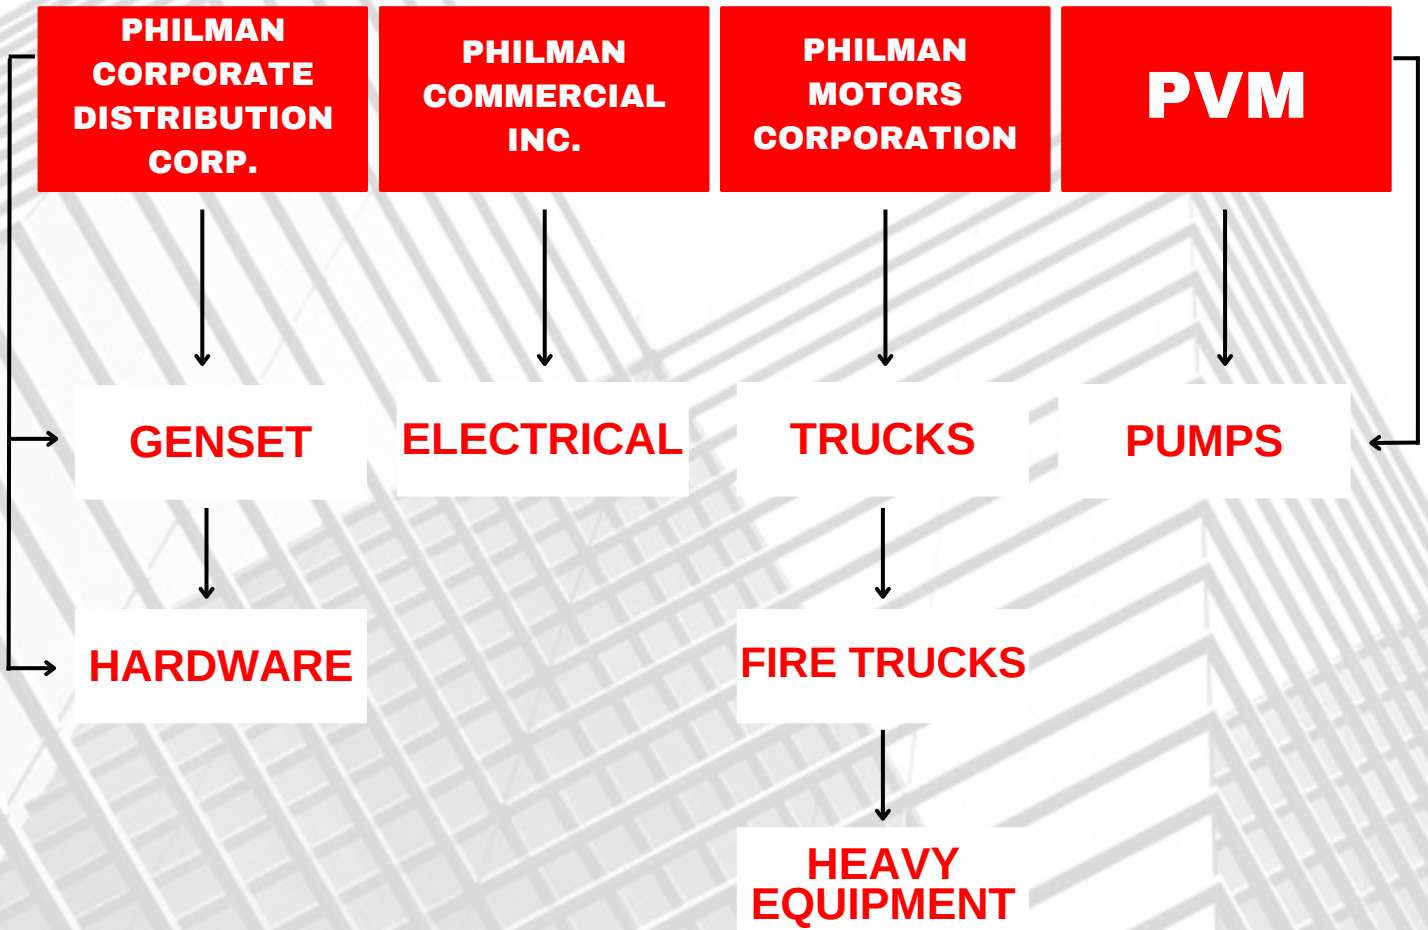 PHILMAN
CORPORATE
DISTRIBUTION
CORP.
PHILMAN
COMMERCIAL
INC.
PHILMAN
MOTORS
CORPORATION
PVM
GENSET
ELECTRICAL
TRUCKS
PUMPS
HARDWARE
FIRE TRUCKS
HEAVY
EQUIPMENT